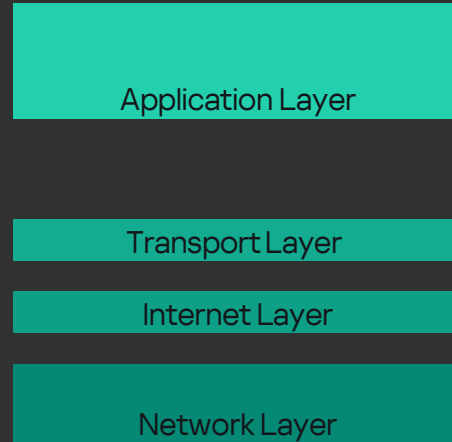 Application Layer
Transport Layer
Internet Layer
Network Layer